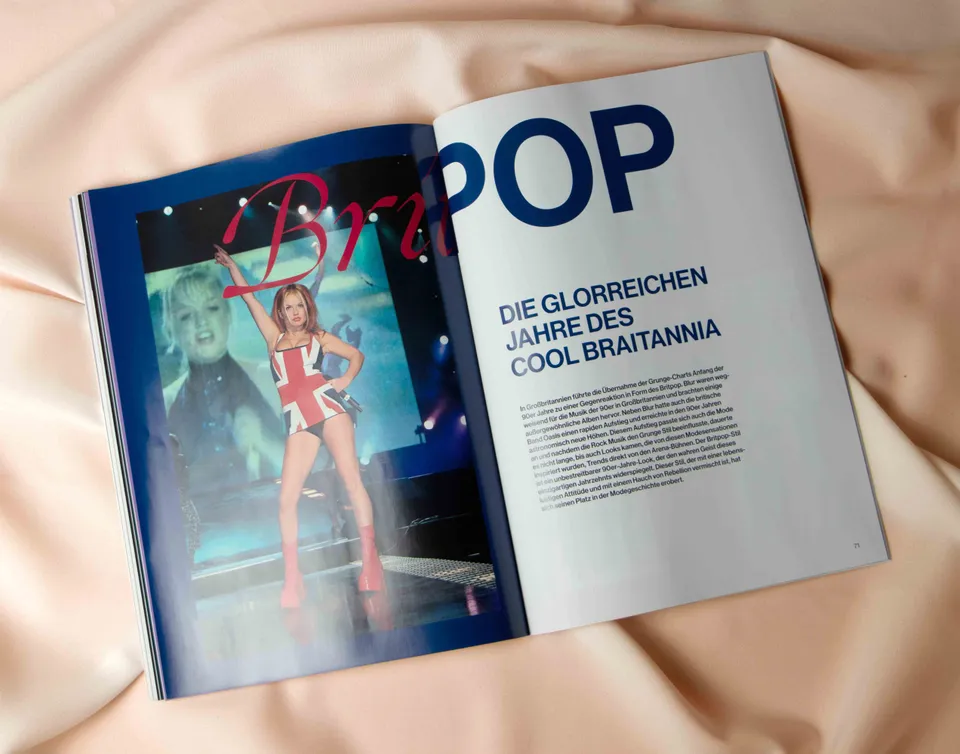 Brit
POP
DIE GLORREICHEN
JAHRE DES
COOL BRAITANNIA
In Großbritannien führte die Übernahme der Grunge-Charts Anfang der
90er Jahre zu einer Gegenreaktion in Form des Britpop. Blur waren weg-
weisend für die Musik der 90er in Großbritannien und brachten einige
außergewöhnliche Alben hervor. Neben Blur hatte auch die britische
Band Oasis einen rapiden Aufstieg und erreichte in den 90er Jahren
astronomisch neue Höhen. Diesem Aufstieg passte sich auch die Mode
an und nachdem die Rock Musik den Grunge Stil beeinflusste, dauerte
es nicht lange, bis auch Looks kamen, die von diesen Modesensationen
inspiriert wurden, Trends direkt von den Arena-Bühnen. Der Britpop-Stil
ist ein unbestreitbarer 90er-Jahre-Look, der den wahren Geist dieses
einzigartigen Jahrzehnts widerspiegelt. Dieser Stil, der mit einer lebens-
lustigen Attitüde und mit einem Hauch von Rebellion vermischt ist, hat
sich seinen Platz in der Modegeschichte erobert.
71